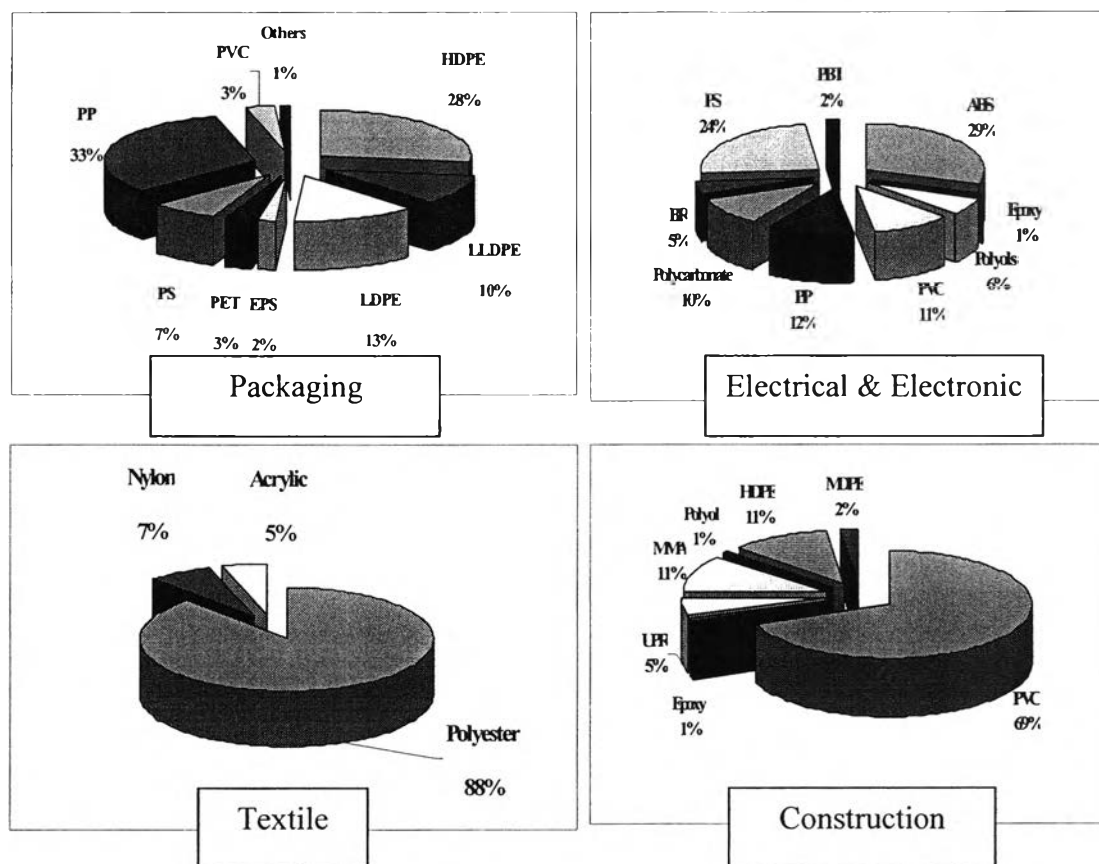 Others
1%
PVC
3%
HDPE
28%
PP
33%
LLDPE
10%
PS
7%
PET
3%
EPS
2%
LDPE
13%
Packaging
2%
PS
24%
ABS
29%
Epoxy
1%
5%
Polyols
6%
Polycarbonate
10%
PP
12%
PVC
11%
Electrical & Electronic
Nylon
7%
Acrylic
5%
Polyester
88%
Textile
MDPE
2%
HDPE
11%
Polyol
1%
MMA
11%
UPR
5%
Epoxy
1%
PVC
69%
Construction